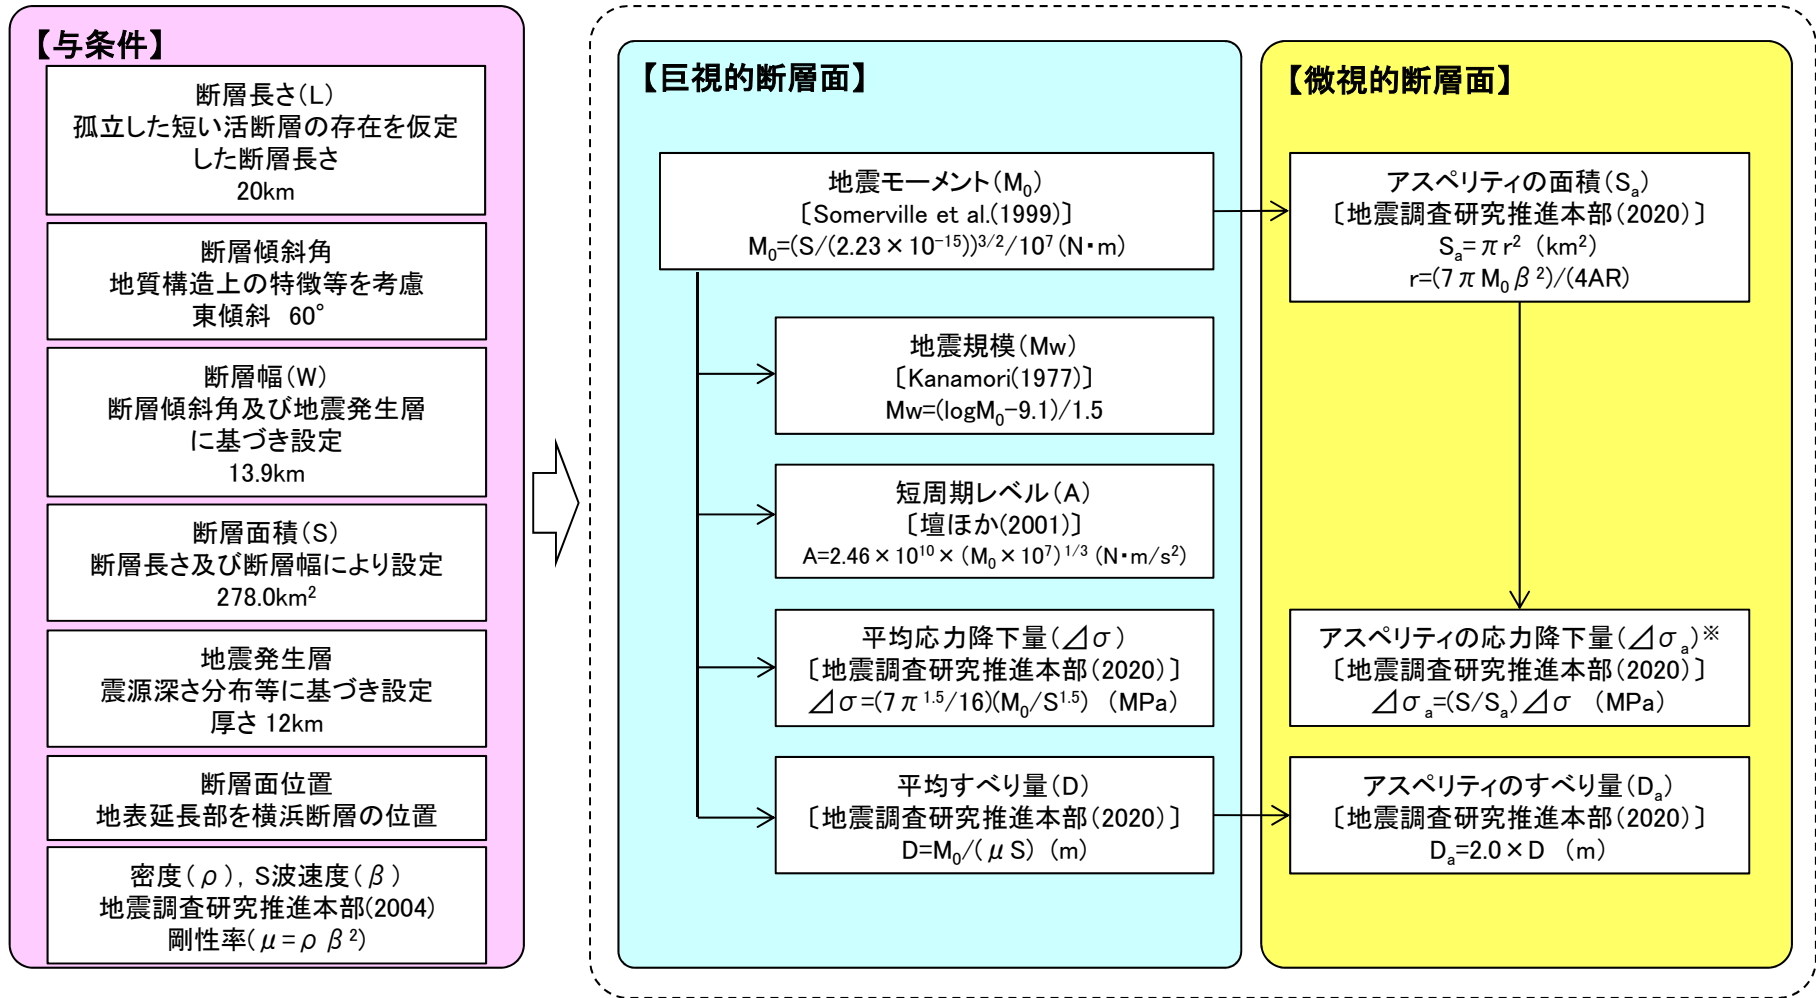 【与条件】
断層長さ(L)
孤立した短い活断層の存在を仮定
した断層長さ
20km
断層傾斜角
地質構造上の特徴等を考慮
東傾斜　60°
断層幅(W)
断層傾斜角及び地震発生層
に基づき設定
13.9km
断層面積(S)
断層長さ及び断層幅により設定
278.0km²
地震発生層
震源深さ分布等に基づき設定
厚さ 12km
断層面位置
地表延長部を横浜断層の位置
密度(ρ), S波速度(β)
地震調査研究推進本部(2004)
剛性率(μ=ρβ²)
【巨視的断層面】
地震モーメント(M₀)
〔Somerville et al.(1999)〕
M₀=(S/(2.23×10⁻¹⁵))³ᐟ²/10⁷(N・m)
地震規模(Mw)
〔Kanamori(1977)〕
Mw=(logM₀-9.1)/1.5
短周期レベル(A)
〔壇ほか(2001)〕
A=2.46×10¹⁰×(M₀×10⁷)¹ᐟ³(N・m/s²)
平均応力降下量(⊿σ)
〔地震調査研究推進本部(2020)〕
⊿σ=(7π¹·⁵/16)(M₀/S¹·⁵) (MPa)
平均すべり量(D)
〔地震調査研究推進本部(2020)〕
D=M₀/(μS) (m)
【微視的断層面】
アスペリティの面積(Sₐ)
〔地震調査研究推進本部(2020)〕
Sₐ=πr² (km²)
r=(7πM₀β²)/(4AR)
アスペリティの応力降下量(⊿σₐ)※
〔地震調査研究推進本部(2020)〕
⊿σₐ=(S/Sₐ)⊿σ (MPa)
アスペリティのすべり量(Dₐ)
〔地震調査研究推進本部(2020)〕
Dₐ=2.0×D (m)